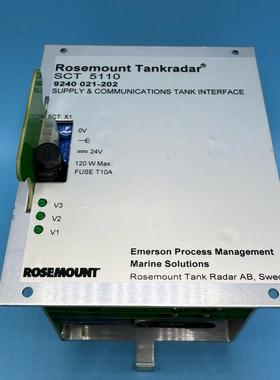 Rosemount Tankradar®
SCT 5110
9240 021-202
SUPPLY & COMMUNICATIONS TANK INTERFACE
SCT. X1
0V
E
24V
120 W Max
FUSE T10A
V3
V2
V1
Emerson Process Management
Marine Solutions
ROSEMOUNT
Rosemount Tank Radar AB, Swed